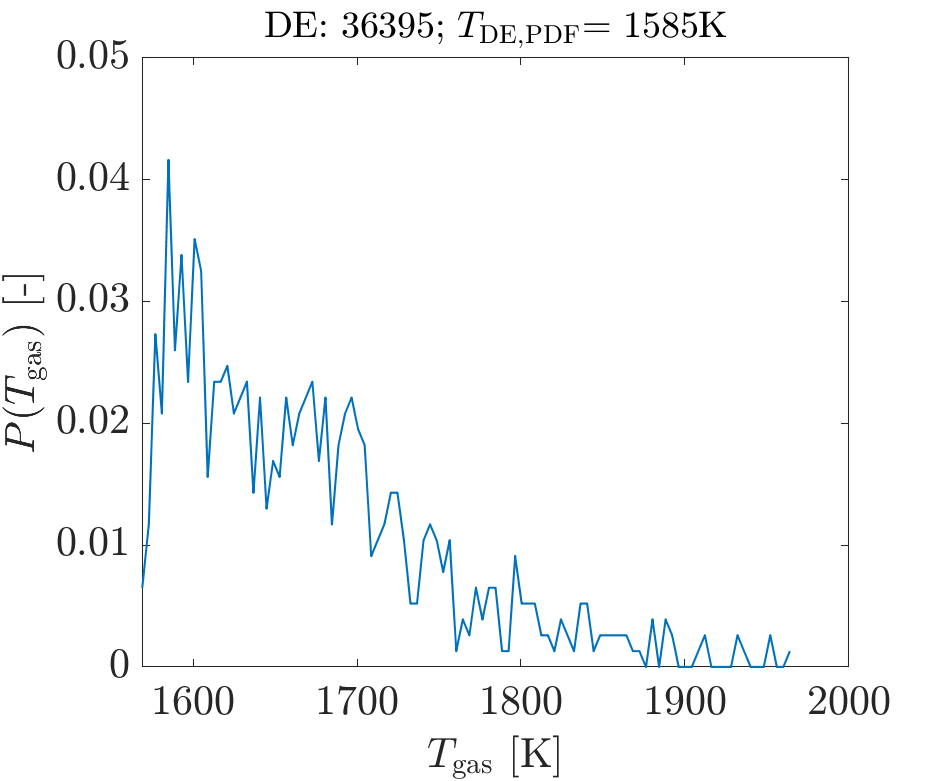 DE: 36395; T_DE,PDF= 1585K
0.05
0.04
0.03
0.02
0.01
0
P(T_gas) [-]
1600 1700 1800 1900 2000
T_gas [K]